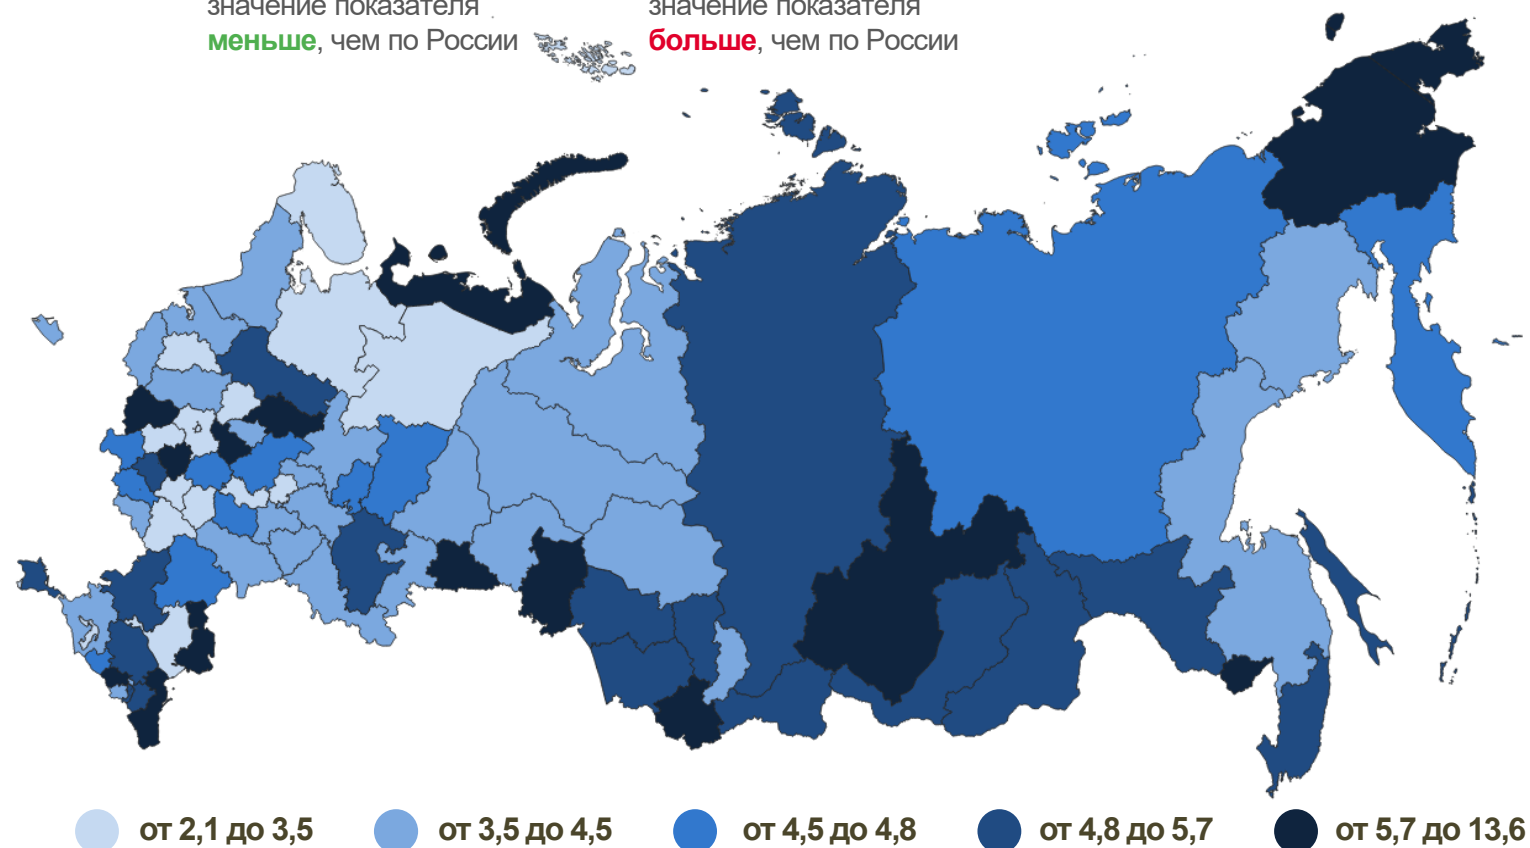 значение показателя
меньше, чем по России
значение показателя
больше, чем по России
от 2,1 до 3,5
от 3,5 до 4,5
от 4,5 до 4,8
от 4,8 до 5,7
от 5,7 до 13,6